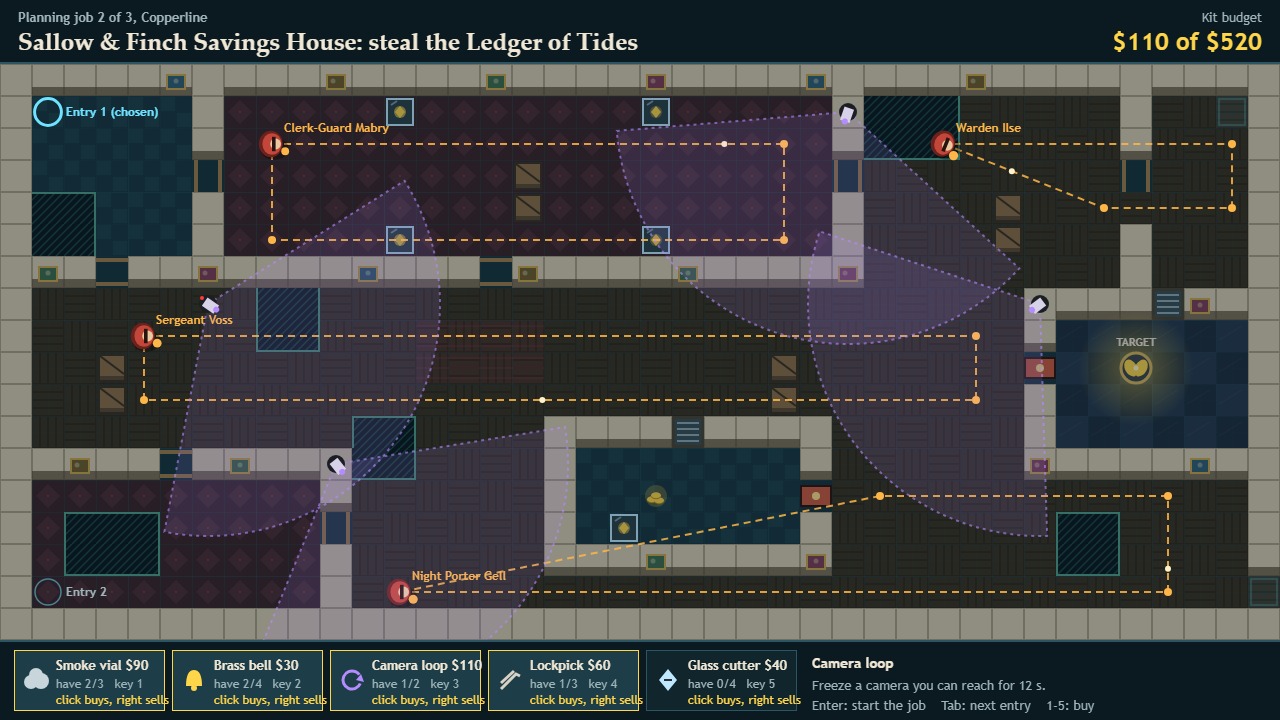 Planning job 2 of 3, Copperline
Sallow & Finch Savings House: steal the Ledger of Tides
Kit budget
$110 of $520
Entry 1 (chosen)
Clerk-Guard Mabry
Warden Ilse
Sergeant Voss
TARGET
Night Porter Gell
Entry 2
Smoke vial $90
have 2/3 key 1
click buys, right sells
Brass bell $30
have 2/4 key 2
click buys, right sells
Camera loop $110
have 1/2 key 3
click buys, right sells
Lockpick $60
have 1/3 key 4
click buys, right sells
Glass cutter $40
have 0/4 key 5
click buys, right sells
Camera loop
Freeze a camera you can reach for 12 s.
Enter: start the job Tab: next entry 1-5: buy